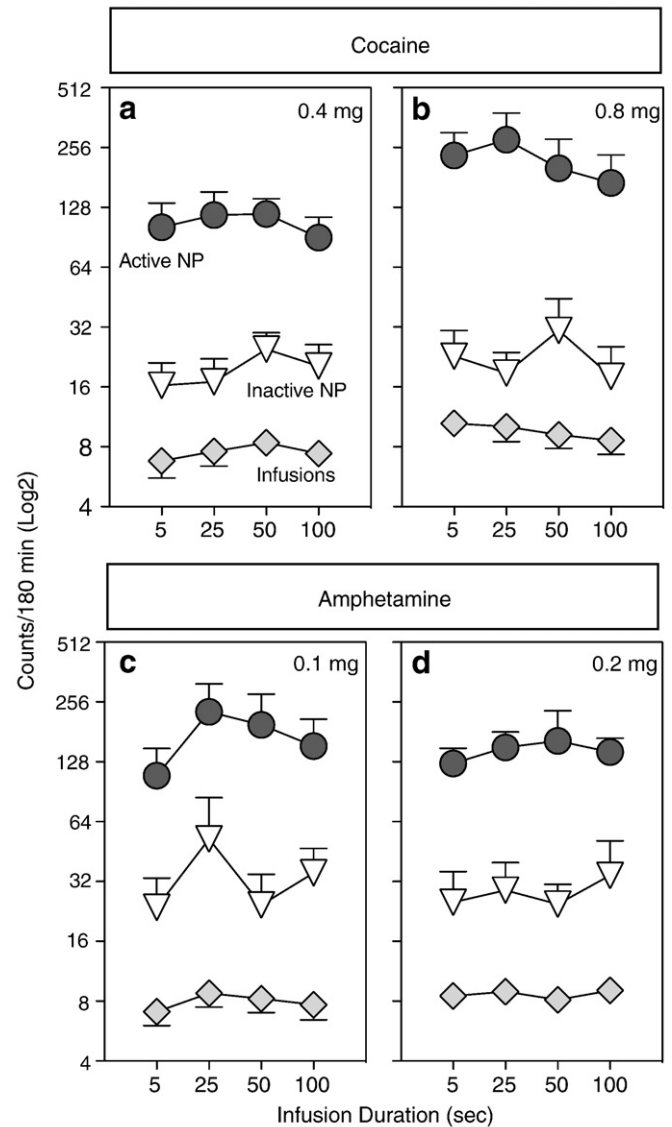 Cocaine
a
0.4 mg
b
0.8 mg
512
256
128
64
32
16
8
4
Active NP
Inactive NP
Infusions
5 25 50 100
5 25 50 100
Counts/180 min (Log2)
Amphetamine
c
0.1 mg
d
0.2 mg
512
256
128
64
32
16
8
4
5 25 50 100
5 25 50 100
Infusion Duration (sec)